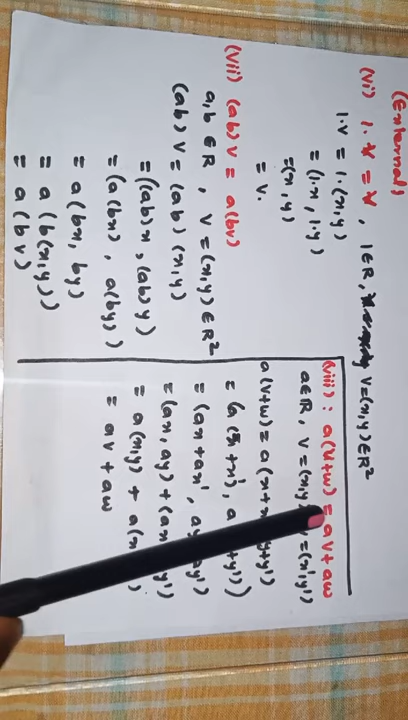 (External)
(vi) 1.v = v , 1∈R, v=(x,y)∈R²
1.v = 1.(x,y)
= (1.x, 1.y)
=(x,y)
= v.
(vii) (ab)v = a(bv)
a,b ∈R , v=(x,y)∈R²
(ab)v = (ab)(x,y)
=((ab)x, (ab)y)
=(a(bx), a(by))
= a(bx, by)
= a(b(x,y))
= a(bv)
(viii): a(v+w) = av+aw
a∈R, v=(x,y =(x',y')
a(v+w)=a(x+ y+y')
= (a(x+x'), a +y'))
= (ax+ax', ay ay')
=(ax, ay)+(ax y')
= a(x,y) + a(x )
= av+aw